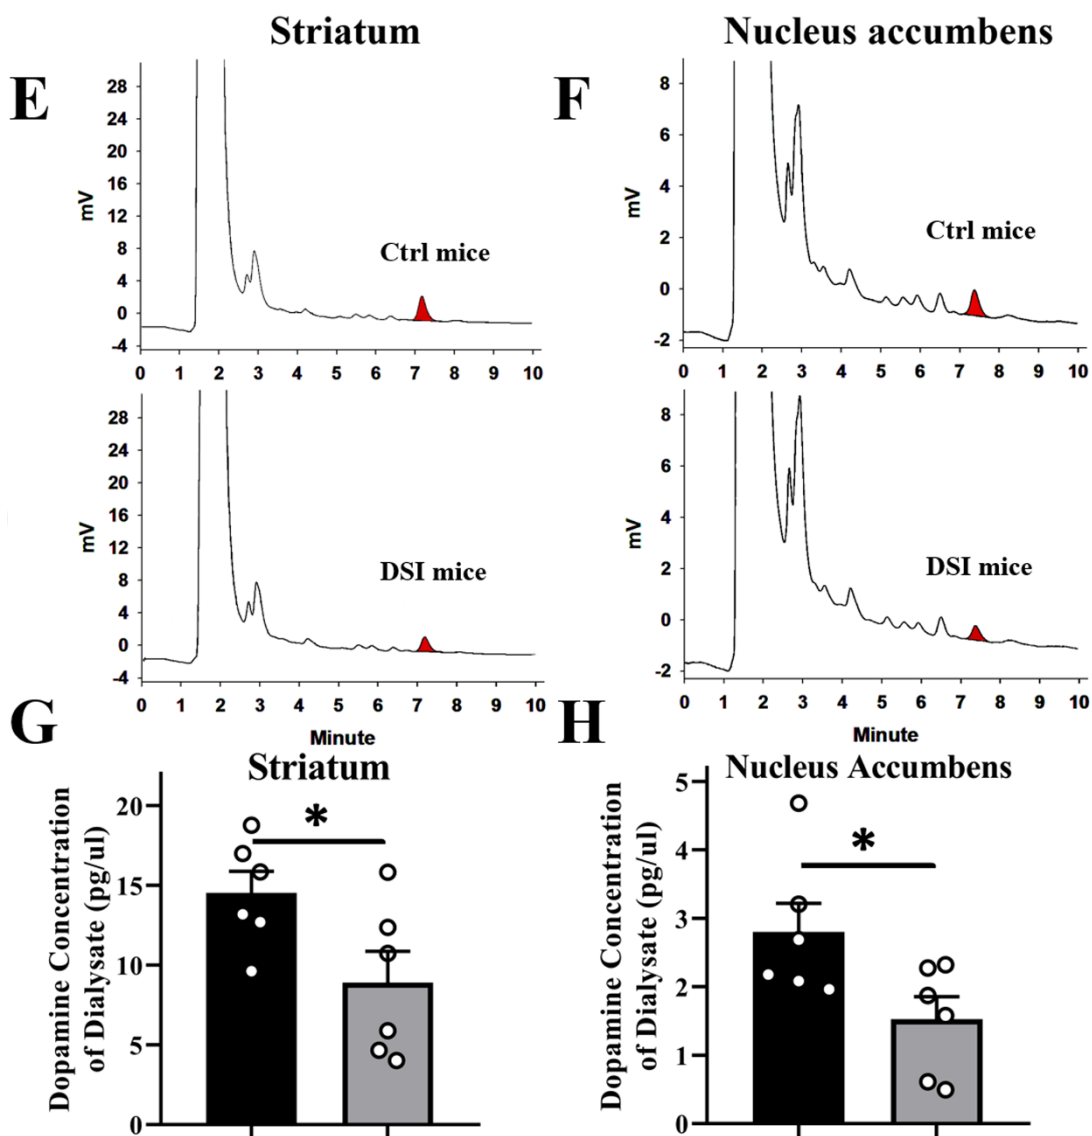 Striatum
Nucleus accumbens
E
28
24
20
16
12
8
4
0
-4
mV
Ctrl mice
0 1 2 3 4 5 6 7 8 9 10
F
8
6
4
2
0
-2
mV
Ctrl mice
0 1 2 3 4 5 6 7 8 9 10
28
24
20
16
12
8
4
0
-4
mV
DSI mice
0 1 2 3 4 5 6 7 8 9 10
Minute
8
6
4
2
0
-2
mV
DSI mice
0 1 2 3 4 5 6 7 8 9 10
Minute
G
Striatum
Dopamine Concentration
of Dialysate (pg/ul)
20
15
10
5
0
*
H
Nucleus Accumbens
Dopamine Concentration
of Dialysate (pg/ul)
5
4
3
2
1
0
*